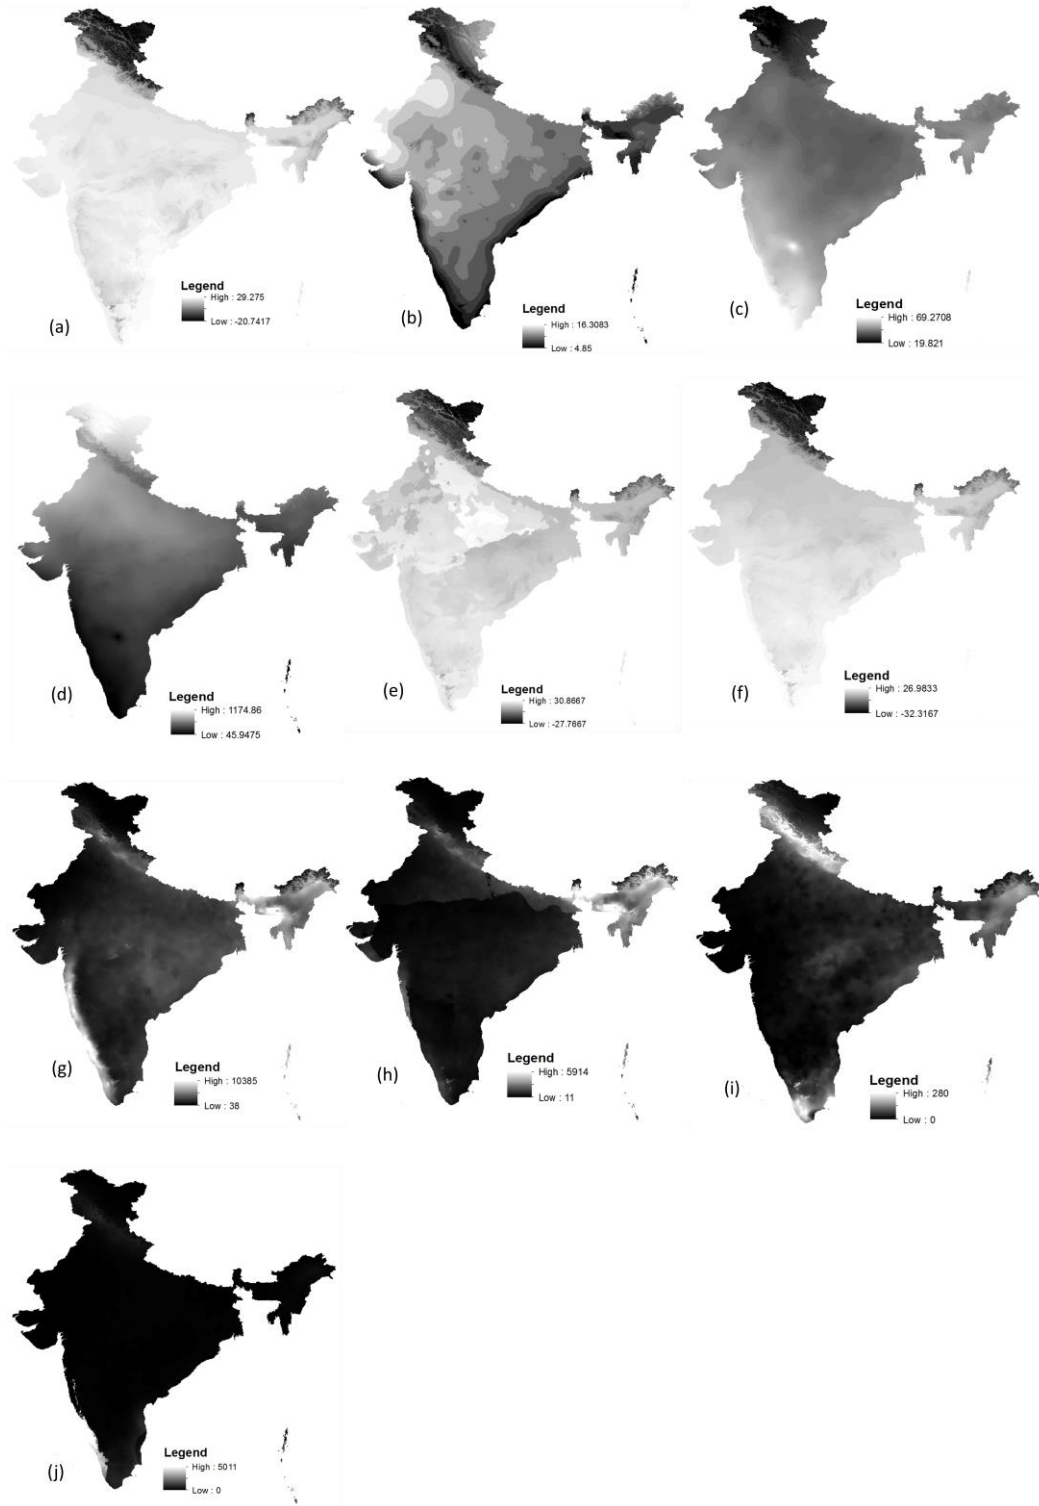 Legend
High : 29.275
Low : -20.7417
(a)
Legend
High : 16.3083
Low : 4.85
(b)
Legend
High : 69.2708
Low : 19.821
(c)
Legend
High : 1174.86
Low : 45.9475
(d)
Legend
High : 30.8667
Low : -27.7667
(e)
Legend
High : 26.9833
Low : -32.3167
(f)
Legend
High : 10385
Low : 38
(g)
Legend
High : 5914
Low : 11
(h)
Legend
High : 280
Low : 0
(i)
Legend
High : 5011
Low : 0
(j)